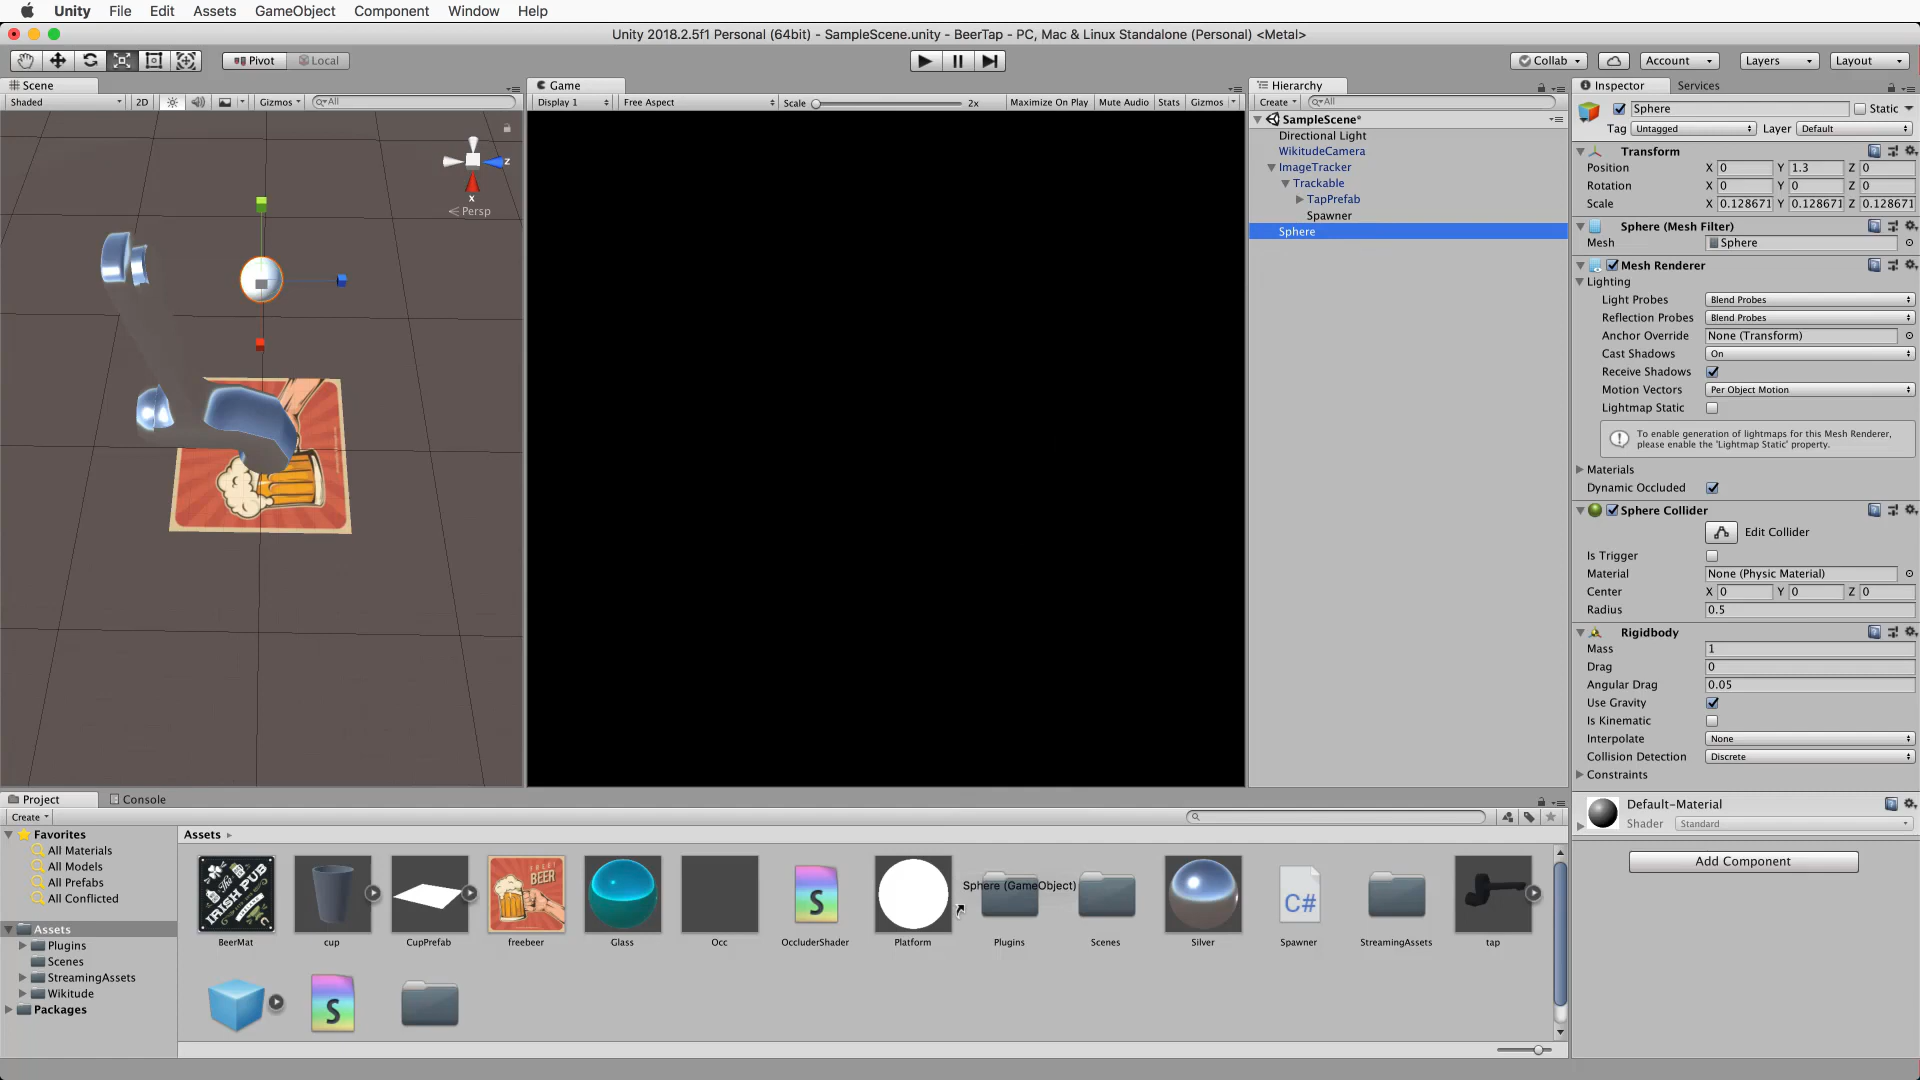 Unity File Edit Assets GameObject Component Window Help
Unity 2018.2.5f1 Personal (64bit) - SampleScene.unity - BeerTap - PC, Mac & Linux Standalone (Personal) <Metal>
Pivot Local Collab Account Layers Layout
Scene
Shaded 2D Gizmos All
z
x
Persp
Game
Display 1 Free Aspect Scale 2x Maximize On Play Mute Audio Stats Gizmos
Hierarchy
Create All
SampleScene*
Directional Light
WikitudeCamera
ImageTracker
Trackable
TapPrefab
Spawner
Sphere
Inspector Services
Sphere Static
Tag Untagged Layer Default
Transform
Position X 0 Y 1.3 Z 0
Rotation X 0 Y 0 Z 0
Scale X 0.128671 Y 0.128671 Z 0.128671
Sphere (Mesh Filter)
Mesh Sphere
Mesh Renderer
Lighting
Light Probes Blend Probes
Reflection Probes Blend Probes
Anchor Override None (Transform)
Cast Shadows On
Receive Shadows
Motion Vectors Per Object Motion
Lightmap Static
To enable generation of lightmaps for this Mesh Renderer,
please enable the 'Lightmap Static' property.
Materials
Dynamic Occluded
Sphere Collider
Edit Collider
Is Trigger
Material None (Physic Material)
Center X 0 Y 0 Z 0
Radius 0.5
Rigidbody
Mass 1
Drag 0
Angular Drag 0.05
Use Gravity
Is Kinematic
Interpolate None
Collision Detection Discrete
Constraints
Default-Material
Shader Standard
Add Component
Project Console
Create
Favorites
All Materials
All Models
All Prefabs
All Conflicted
Assets
Plugins
Scenes
StreamingAssets
Wikitude
Packages
Assets
THE
IRISH PUB
BEER
S
Sphere (GameObject)
C#
BeerMat cup CupPrefab freebeer Glass Occ OccluderShader Platform Plugins Scenes Silver Spawner StreamingAssets tap
S